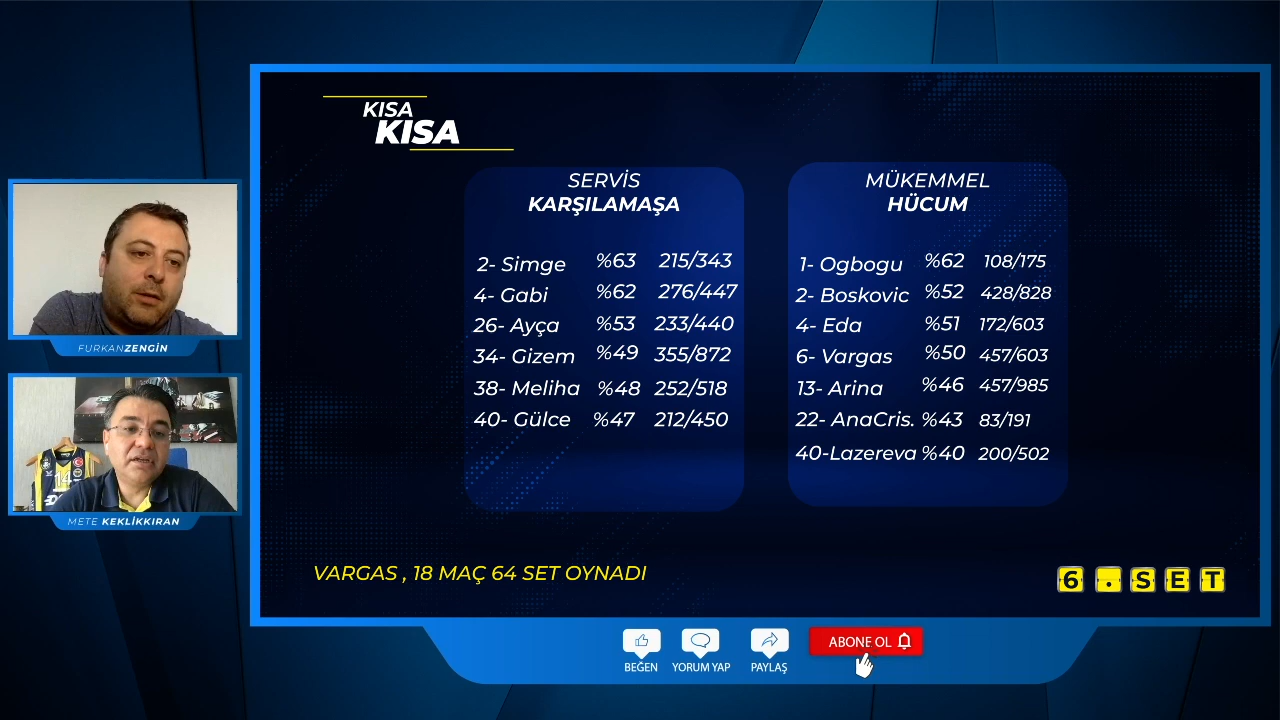 KISA
KISA
SERVİS
KARŞILAMAŞA
2- Simge %63 215/343
4- Gabi %62 276/447
26- Ayça %53 233/440
34- Gizem %49 355/872
38- Meliha %48 252/518
40- Gülce %47 212/450
MÜKEMMEL
HÜCUM
1- Ogbogu %62 108/175
2- Boskovic %52 428/828
4- Eda %51 172/603
6- Vargas %50 457/603
13- Arina %46 457/985
22- AnaCris. %43 83/191
40-Lazereva %40 200/502
FURKANZENGİN
14
METE KEKLİKKIRAN
VARGAS , 18 MAÇ 64 SET OYNADI
6.SET
BEĞEN
YORUM YAP
PAYLAŞ
ABONE OL